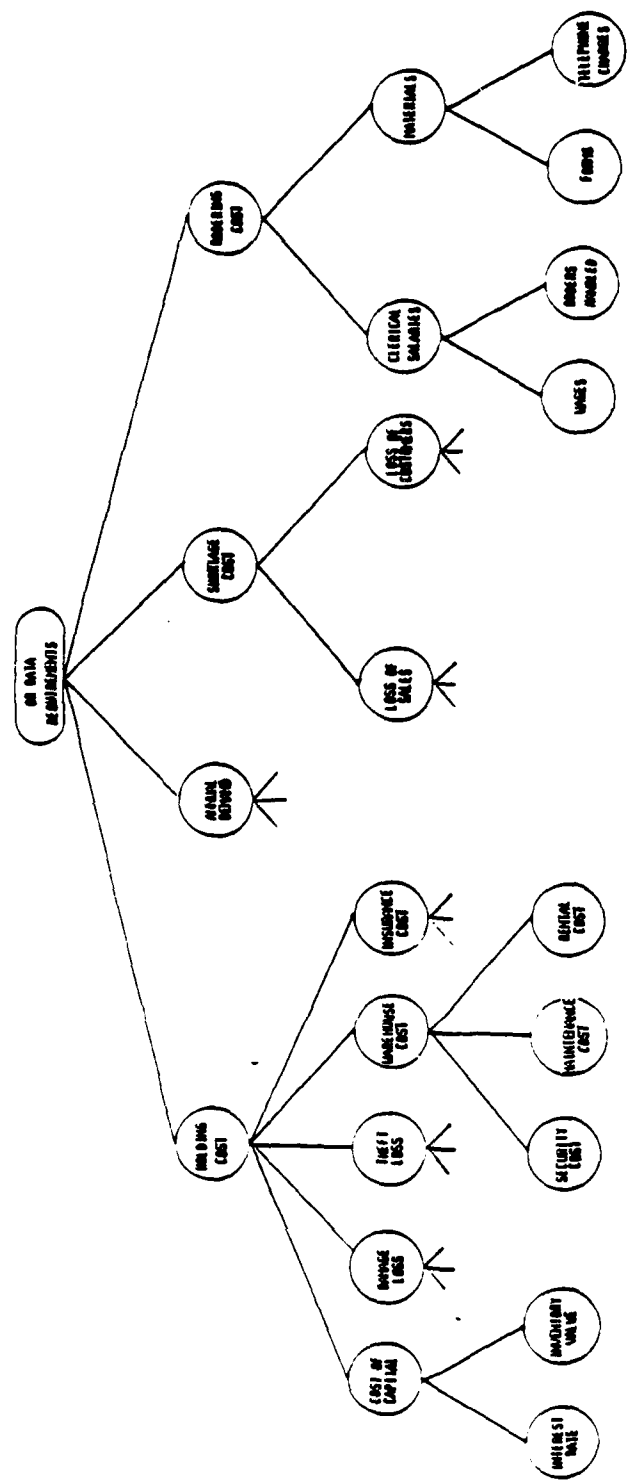 OR DATA
REQUIREMENTS
HOLDING
COST
ANNUAL
DEMAND
SHORTAGE
COST
ORDERING
COST
COST OF
CAPITAL
DAMAGE
LOSS
THEFT
LOSS
WAREHOUSE
COST
INSURANCE
COST
LOSS OF
SALES
LOSS OF
CUSTOMERS
CLERICAL
SALARIES
MATERIALS
INTEREST
RATE
INVENTORY
VALUE
SECURITY
COST
MAINTENANCE
COST
RENTAL
COST
WAGES
ORDERS
HANDLED
FORMS
TELEPHONE
CHARGES